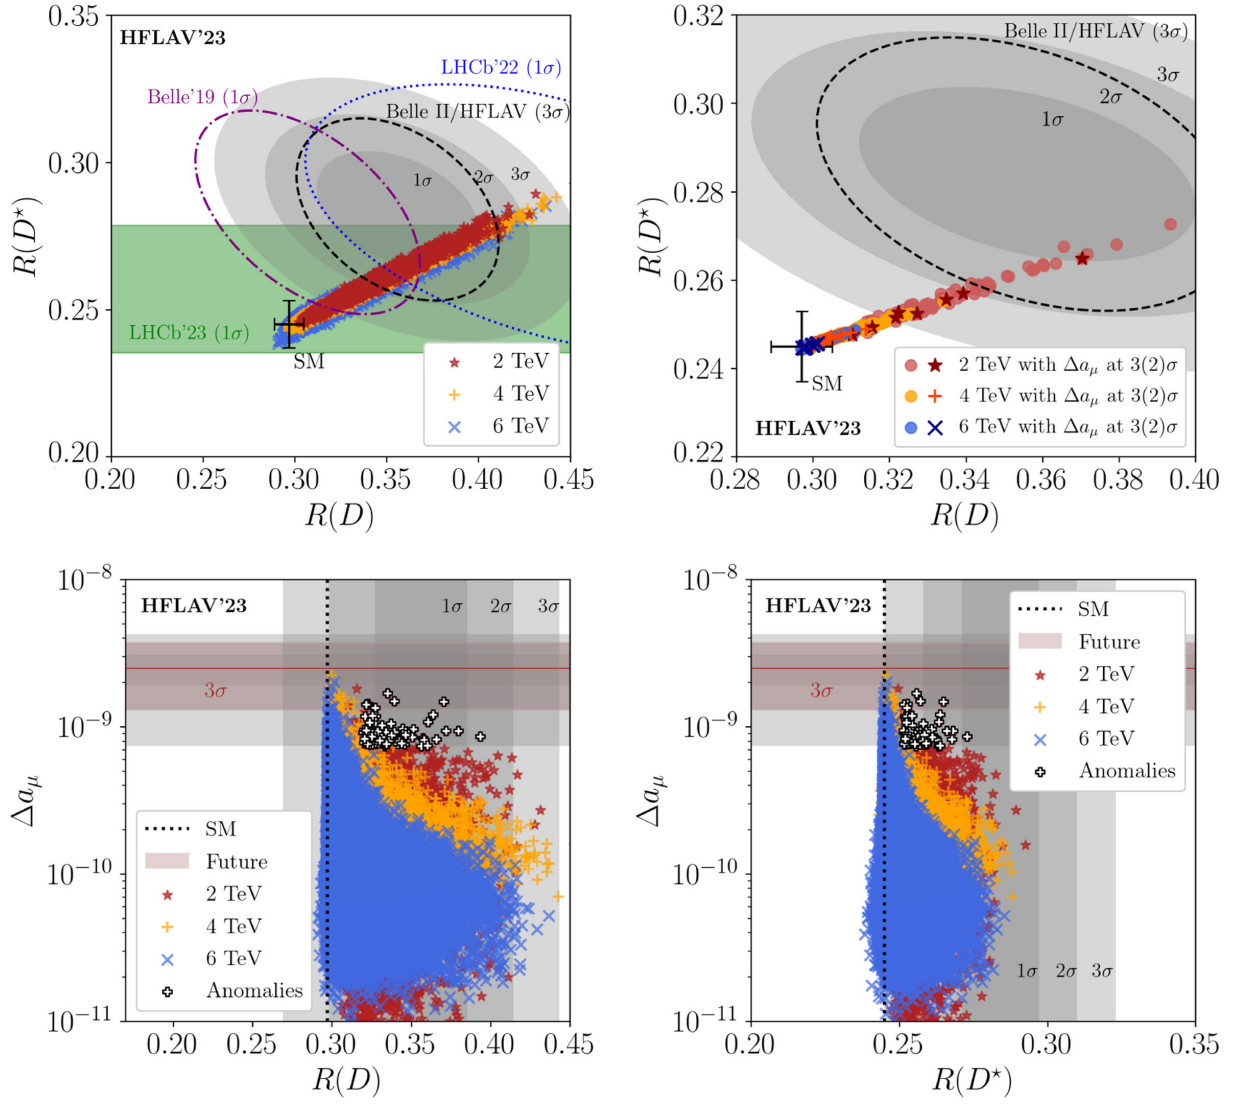 HFLAV'23
LHCb'22 (1σ)
Belle'19 (1σ)
Belle II/HFLAV (3σ)
1σ
2σ
3σ
LHCb'23 (1σ)
SM
2 TeV
4 TeV
6 TeV
0.35
0.30
0.25
0.20
R(D⋆)
0.20
0.25
0.30
0.35
0.40
0.45
R(D)
Belle II/HFLAV (3σ)
3σ
2σ
1σ
SM
HFLAV'23
2 TeV with Δaμ at 3(2)σ
4 TeV with Δaμ at 3(2)σ
6 TeV with Δaμ at 3(2)σ
0.32
0.30
0.28
0.26
0.24
0.22
R(D⋆)
0.28
0.30
0.32
0.34
0.36
0.38
0.40
R(D)
HFLAV'23
1σ
2σ
3σ
3σ
SM
Future
2 TeV
4 TeV
6 TeV
Anomalies
10⁻⁸
10⁻⁹
10⁻¹⁰
10⁻¹¹
Δaμ
0.20
0.25
0.30
0.35
0.40
0.45
R(D)
HFLAV'23
3σ
SM
Future
2 TeV
4 TeV
6 TeV
Anomalies
1σ
2σ
3σ
10⁻⁸
10⁻⁹
10⁻¹⁰
10⁻¹¹
Δaμ
0.20
0.25
0.30
0.35
R(D⋆)